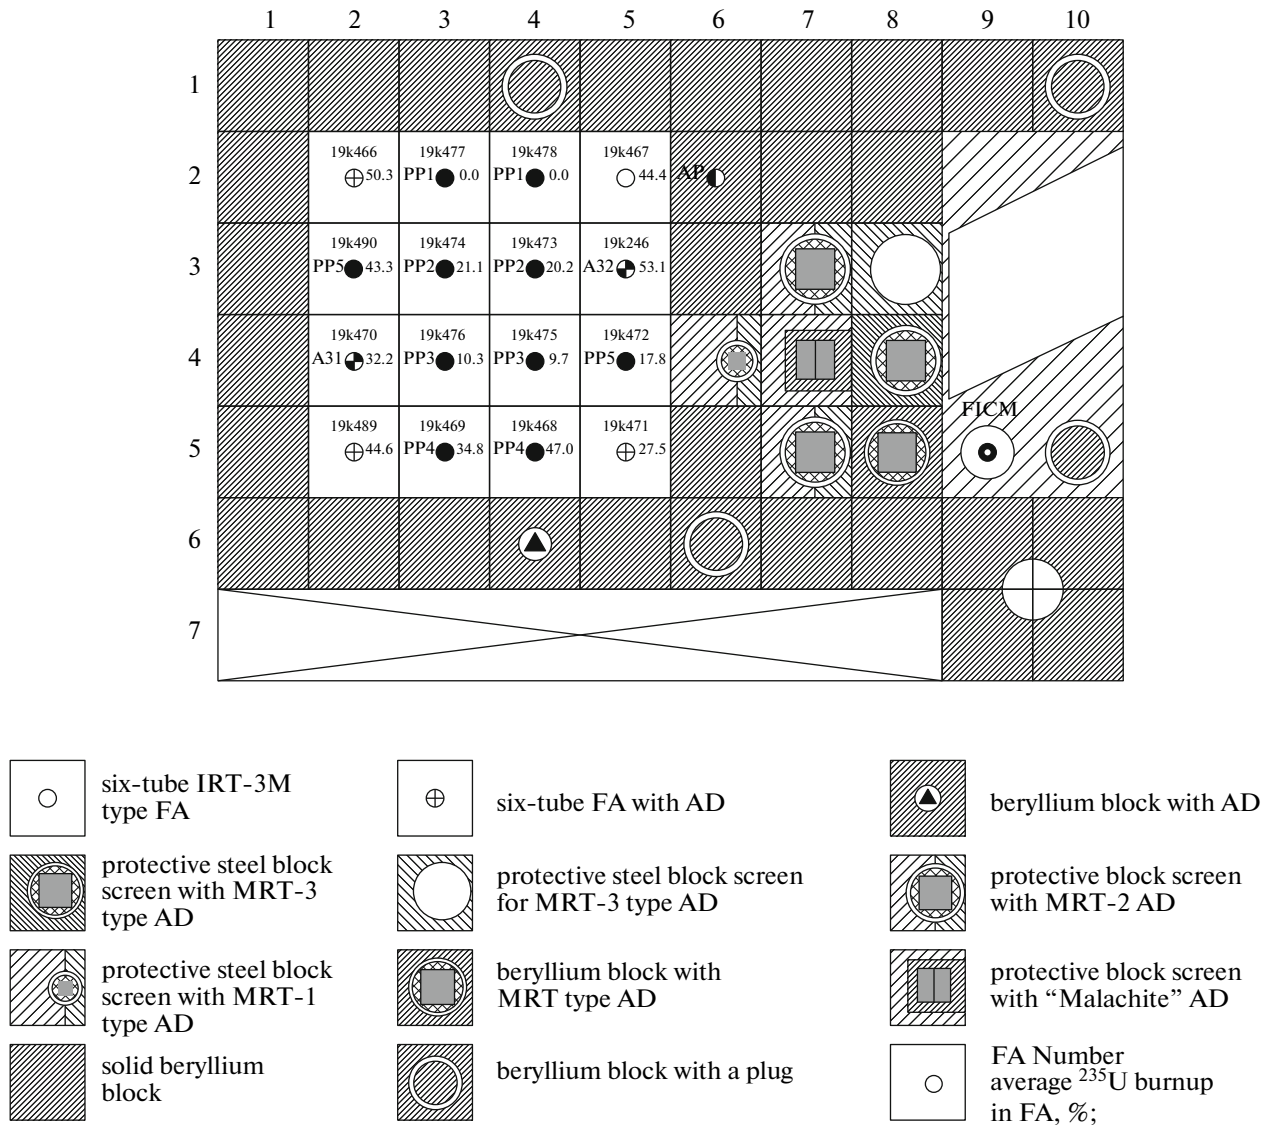 1 2 3 4 5 6 7 8 9 10
1
2
19k466 19k477 19k478 19k467
50.3 PP1 0.0 PP1 0.0 44.4 AP
3
19k490 19k474 19k473 19k246
PP5 43.3 PP2 21.1 PP2 20.2 A32 53.1
4
19k470 19k476 19k475 19k472
A31 32.2 PP3 10.3 PP3 9.7 PP5 17.8
FICM
5
19k489 19k469 19k468 19k471
44.6 PP4 34.8 PP4 47.0 27.5
6
7
six-tube IRT-3M
type FA
six-tube FA with AD
beryllium block with AD
protective steel block
screen with MRT-3
type AD
protective steel block screen
for MRT-3 type AD
protective block screen
with MRT-2 AD
protective steel block
screen with MRT-1
type AD
beryllium block with
MRT type AD
protective block screen
with “Malachite” AD
solid beryllium
block
beryllium block with a plug
FA Number
average ²³⁵U burnup
in FA, %;